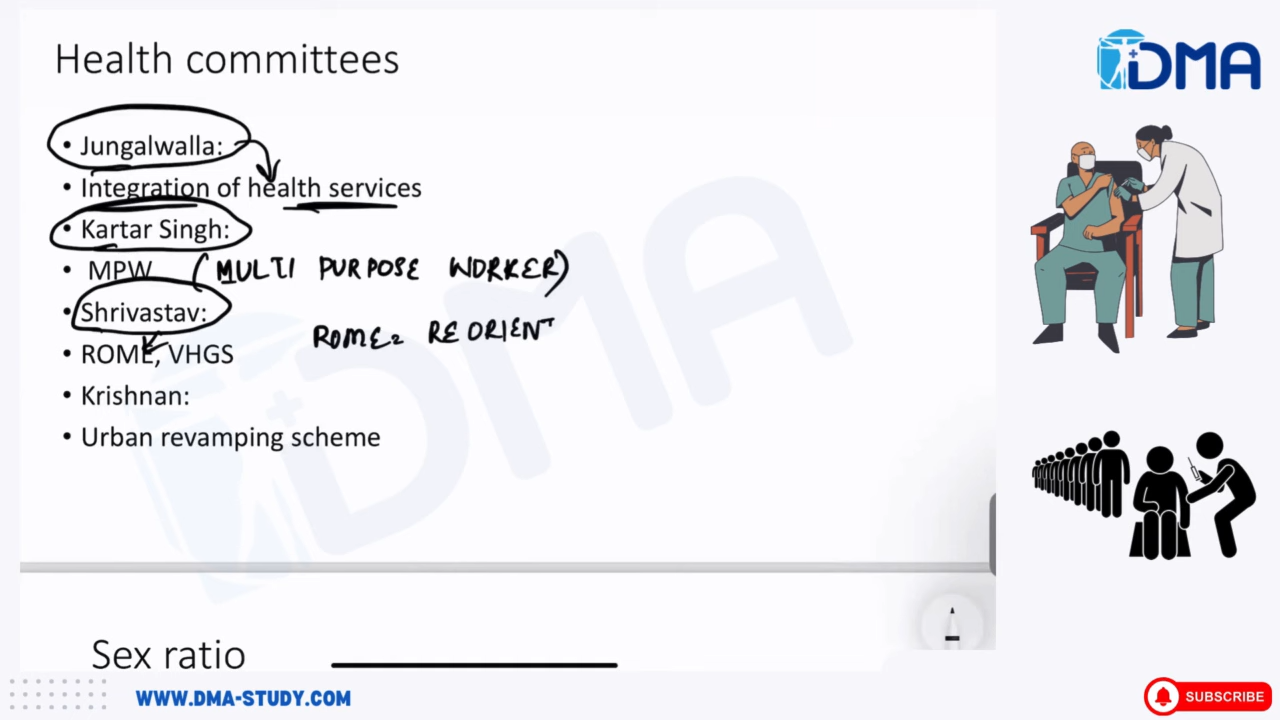 Health committees
DMA
• Jungalwalla:
• Integration of health services
• Kartar Singh:
• MPW (MULTI PURPOSE WORKER)
• Shrivastav:
ROME = REORIENT
• ROME, VHGS
• Krishnan:
• Urban revamping scheme
DMA
Sex ratio
WWW.DMA-STUDY.COM
SUBSCRIBE